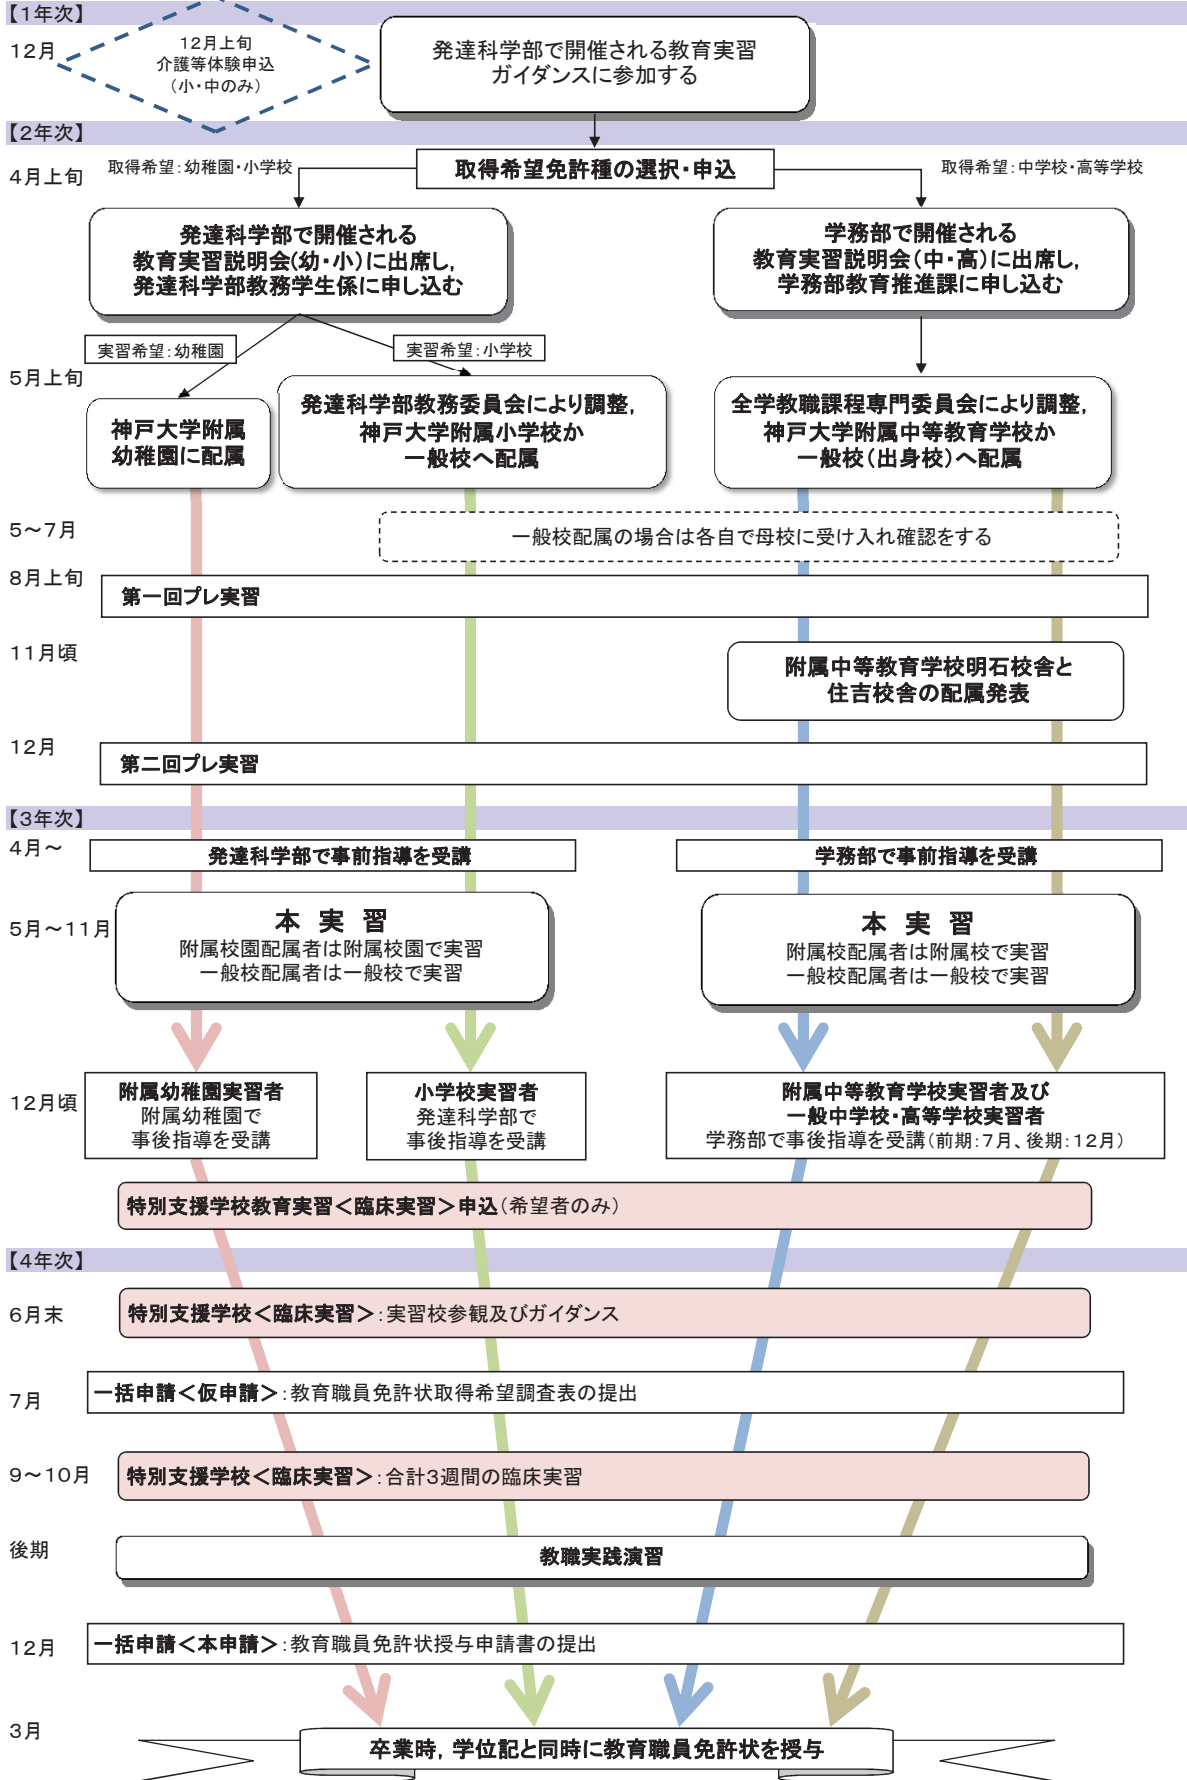 【1年次】
12月
12月上旬
介護等体験申込
(小・中のみ)
発達科学部で開催される教育実習
ガイダンスに参加する
【2年次】
4月上旬
取得希望:幼稚園・小学校
取得希望免許種の選択・申込
取得希望:中学校・高等学校
発達科学部で開催される
教育実習説明会(幼・小)に出席し,
発達科学部教務学生係に申し込む
学務部で開催される
教育実習説明会(中・高)に出席し,
学務部教育推進課に申し込む
実習希望:幼稚園
実習希望:小学校
5月上旬
神戸大学附属
幼稚園に配属
発達科学部教務委員会により調整,
神戸大学附属小学校か
一般校へ配属
全学教職課程専門委員会により調整,
神戸大学附属中等教育学校か
一般校(出身校)へ配属
5~7月
一般校配属の場合は各自で母校に受け入れ確認をする
8月上旬
第一回プレ実習
11月頃
附属中等教育学校明石校舎と
住吉校舎の配属発表
12月
第二回プレ実習
【3年次】
4月~
発達科学部で事前指導を受講
学務部で事前指導を受講
5月~11月
本 実 習
附属校園配属者は附属校園で実習
一般校配属者は一般校で実習
本 実 習
附属校配属者は附属校で実習
一般校配属者は一般校で実習
12月頃
附属幼稚園実習者
附属幼稚園で
事後指導を受講
小学校実習者
発達科学部で
事後指導を受講
附属中等教育学校実習者及び
一般中学校・高等学校実習者
学務部で事後指導を受講(前期:7月、後期:12月)
特別支援学校教育実習<臨床実習>申込(希望者のみ)
【4年次】
6月末
特別支援学校<臨床実習>:実習校参観及びガイダンス
7月
一括申請<仮申請>:教育職員免許状取得希望調査表の提出
9~10月
特別支援学校<臨床実習>:合計3週間の臨床実習
後期
教職実践演習
12月
一括申請<本申請>:教育職員免許状授与申請書の提出
3月
卒業時,学位記と同時に教育職員免許状を授与